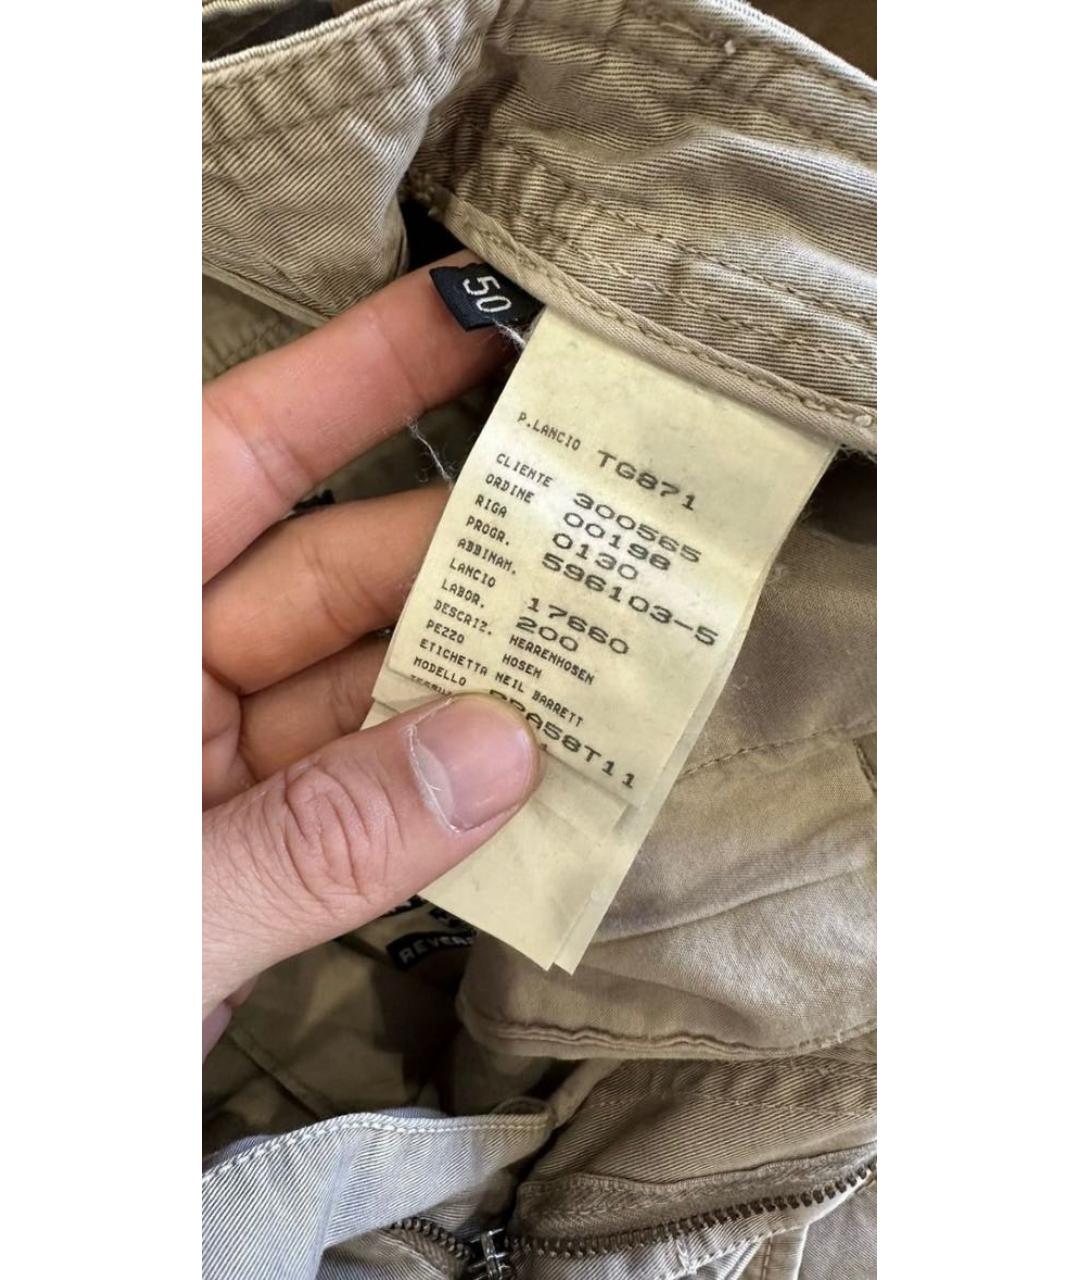 50
P.LANCIO TG871
CLIENTE 300565
ORDINE 00198
RIGA 0130
PROGR. 596103-5
ABBINAM.
LANCIO 17660
LABOR. 200
DESCRIZ. HERRENHOSEN
PEZZO HOSEN
ETICHETTA NEIL BARRETT
MODELLO PA58T11